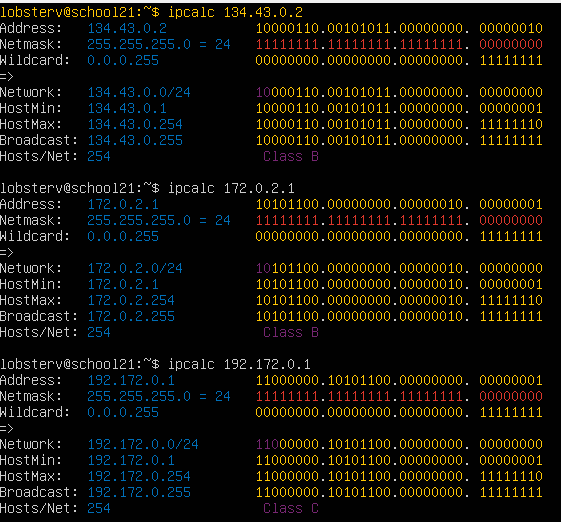 lobsterv@school21:~$ ipcalc 134.43.0.2
Address: 134.43.0.2 10000110.00101011.00000000. 00000010
Netmask: 255.255.255.0 = 24 11111111.11111111.11111111. 00000000
Wildcard: 0.0.0.255 00000000.00000000.00000000. 11111111
=>
Network: 134.43.0.0/24 10000110.00101011.00000000. 00000000
HostMin: 134.43.0.1 10000110.00101011.00000000. 00000001
HostMax: 134.43.0.254 10000110.00101011.00000000. 11111110
Broadcast: 134.43.0.255 10000110.00101011.00000000. 11111111
Hosts/Net: 254 Class B
lobsterv@school21:~$ ipcalc 172.0.2.1
Address: 172.0.2.1 10101100.00000000.00000010. 00000001
Netmask: 255.255.255.0 = 24 11111111.11111111.11111111. 00000000
Wildcard: 0.0.0.255 00000000.00000000.00000000. 11111111
=>
Network: 172.0.2.0/24 10101100.00000000.00000010. 00000000
HostMin: 172.0.2.1 10101100.00000000.00000010. 00000001
HostMax: 172.0.2.254 10101100.00000000.00000010. 11111110
Broadcast: 172.0.2.255 10101100.00000000.00000010. 11111111
Hosts/Net: 254 Class B
lobsterv@school21:~$ ipcalc 192.172.0.1
Address: 192.172.0.1 11000000.10101100.00000000. 00000001
Netmask: 255.255.255.0 = 24 11111111.11111111.11111111. 00000000
Wildcard: 0.0.0.255 00000000.00000000.00000000. 11111111
=>
Network: 192.172.0.0/24 11000000.10101100.00000000. 00000000
HostMin: 192.172.0.1 11000000.10101100.00000000. 00000001
HostMax: 192.172.0.254 11000000.10101100.00000000. 11111110
Broadcast: 192.172.0.255 11000000.10101100.00000000. 11111111
Hosts/Net: 254 Class C